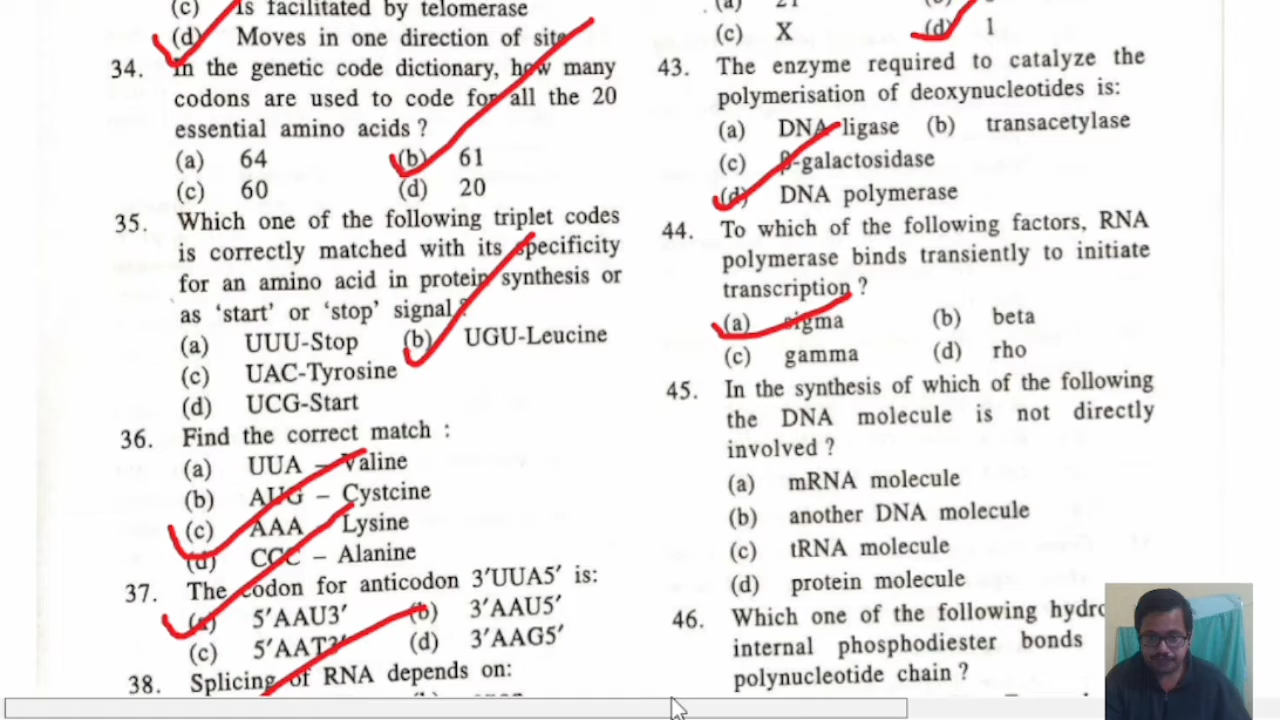 (c) Is facilitated by telomerase
(d) Moves in one direction of site
34. In the genetic code dictionary, how many
codons are used to code for all the 20
essential amino acids ?
(a) 64 (b) 61
(c) 60 (d) 20
35. Which one of the following triplet codes
is correctly matched with its specificity
for an amino acid in protein synthesis or
as 'start' or 'stop' signal ?
(a) UUU-Stop (b) UGU-Leucine
(c) UAC-Tyrosine
(d) UCG-Start
36. Find the correct match :
(a) UUA – Valine
(b) AUG – Cystcine
(c) AAA – Lysine
(d) CCC – Alanine
37. The codon for anticodon 3′UUA5′ is:
(a) 5′AAU3′ (b) 3′AAU5′
(c) 5′AAT3′ (d) 3′AAG5′
38. Splicing of RNA depends on:
(a) 21
(c) X (d) 1
43. The enzyme required to catalyze the
polymerisation of deoxynucleotides is:
(a) DNA ligase (b) transacetylase
(c) β-galactosidase
(d) DNA polymerase
44. To which of the following factors, RNA
polymerase binds transiently to initiate
transcription ?
(a) sigma (b) beta
(c) gamma (d) rho
45. In the synthesis of which of the following
the DNA molecule is not directly
involved ?
(a) mRNA molecule
(b) another DNA molecule
(c) tRNA molecule
(d) protein molecule
46. Which one of the following
internal phosphodiester bonds
polynucleotide chain ?